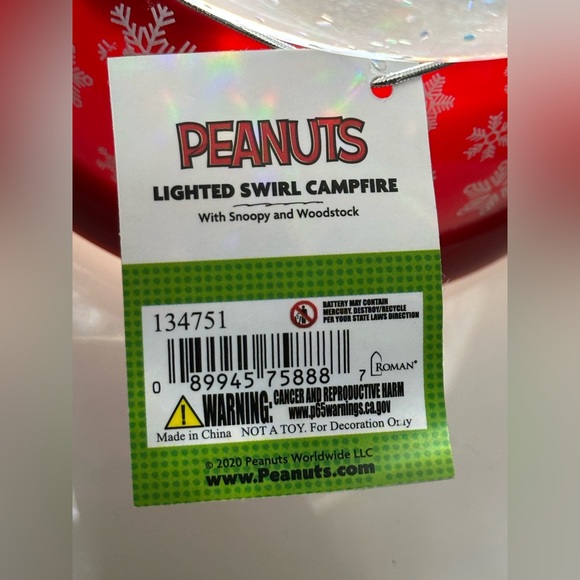 PEANUTS
LIGHTED SWIRL CAMPFIRE
With Snoopy and Woodstock
134751
BATTERY MAY CONTAIN
MERCURY. DESTROY/RECYCLE
PER YOUR STATE LAWS DIRECTION
0 89945 75888 7
ROMAN®
WARNING: CANCER AND REPRODUCTIVE HARM
www.p65warnings.ca.gov
Made in China NOT A TOY. For Decoration Only
© 2020 Peanuts Worldwide LLC
www.Peanuts.com